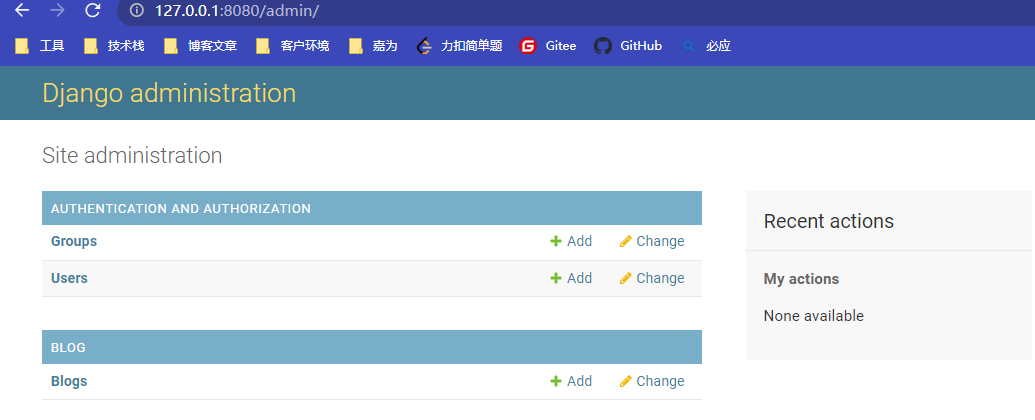 127.0.0.1:8080/admin/
工具 技术栈 博客文章 客户环境 嘉为 力扣简单题 Gitee GitHub 必应
Django administration
Site administration
AUTHENTICATION AND AUTHORIZATION
Groups Add Change
Users Add Change
BLOG
Blogs Add Change
Recent actions
My actions
None available